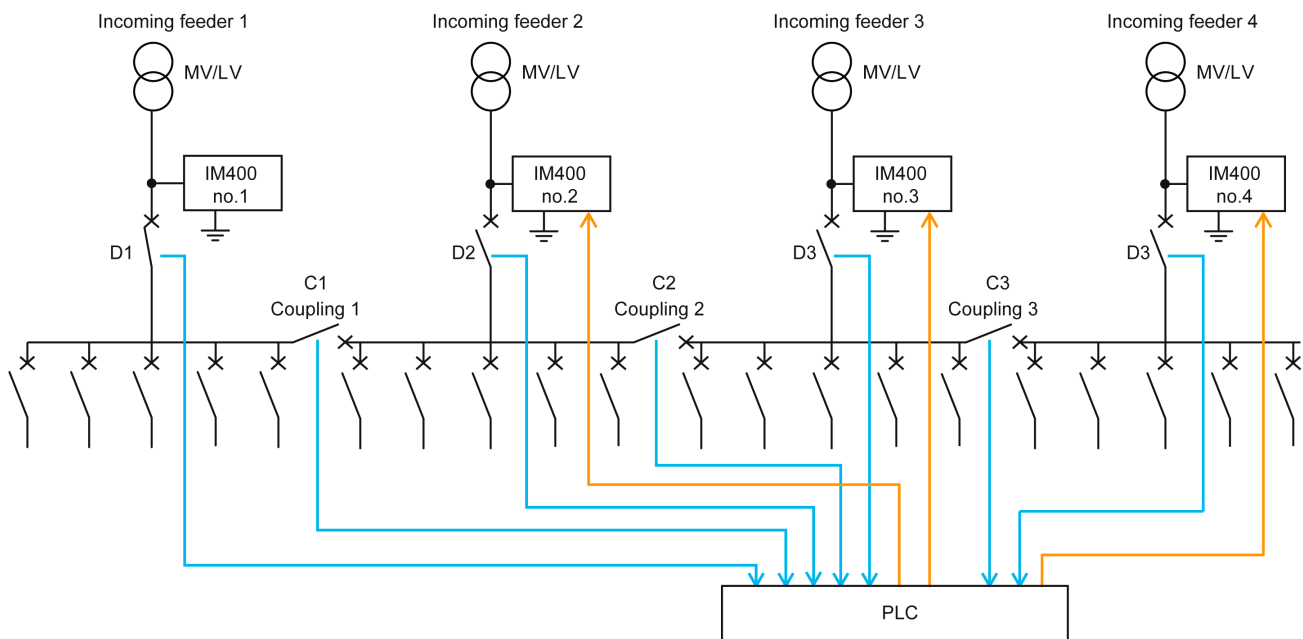 Incoming feeder 1
Incoming feeder 2
Incoming feeder 3
Incoming feeder 4
MV/LV
MV/LV
MV/LV
MV/LV
IM400
no.1
IM400
no.2
IM400
no.3
IM400
no.4
D1
D2
D3
D3
C1
Coupling 1
C2
Coupling 2
C3
Coupling 3
PLC